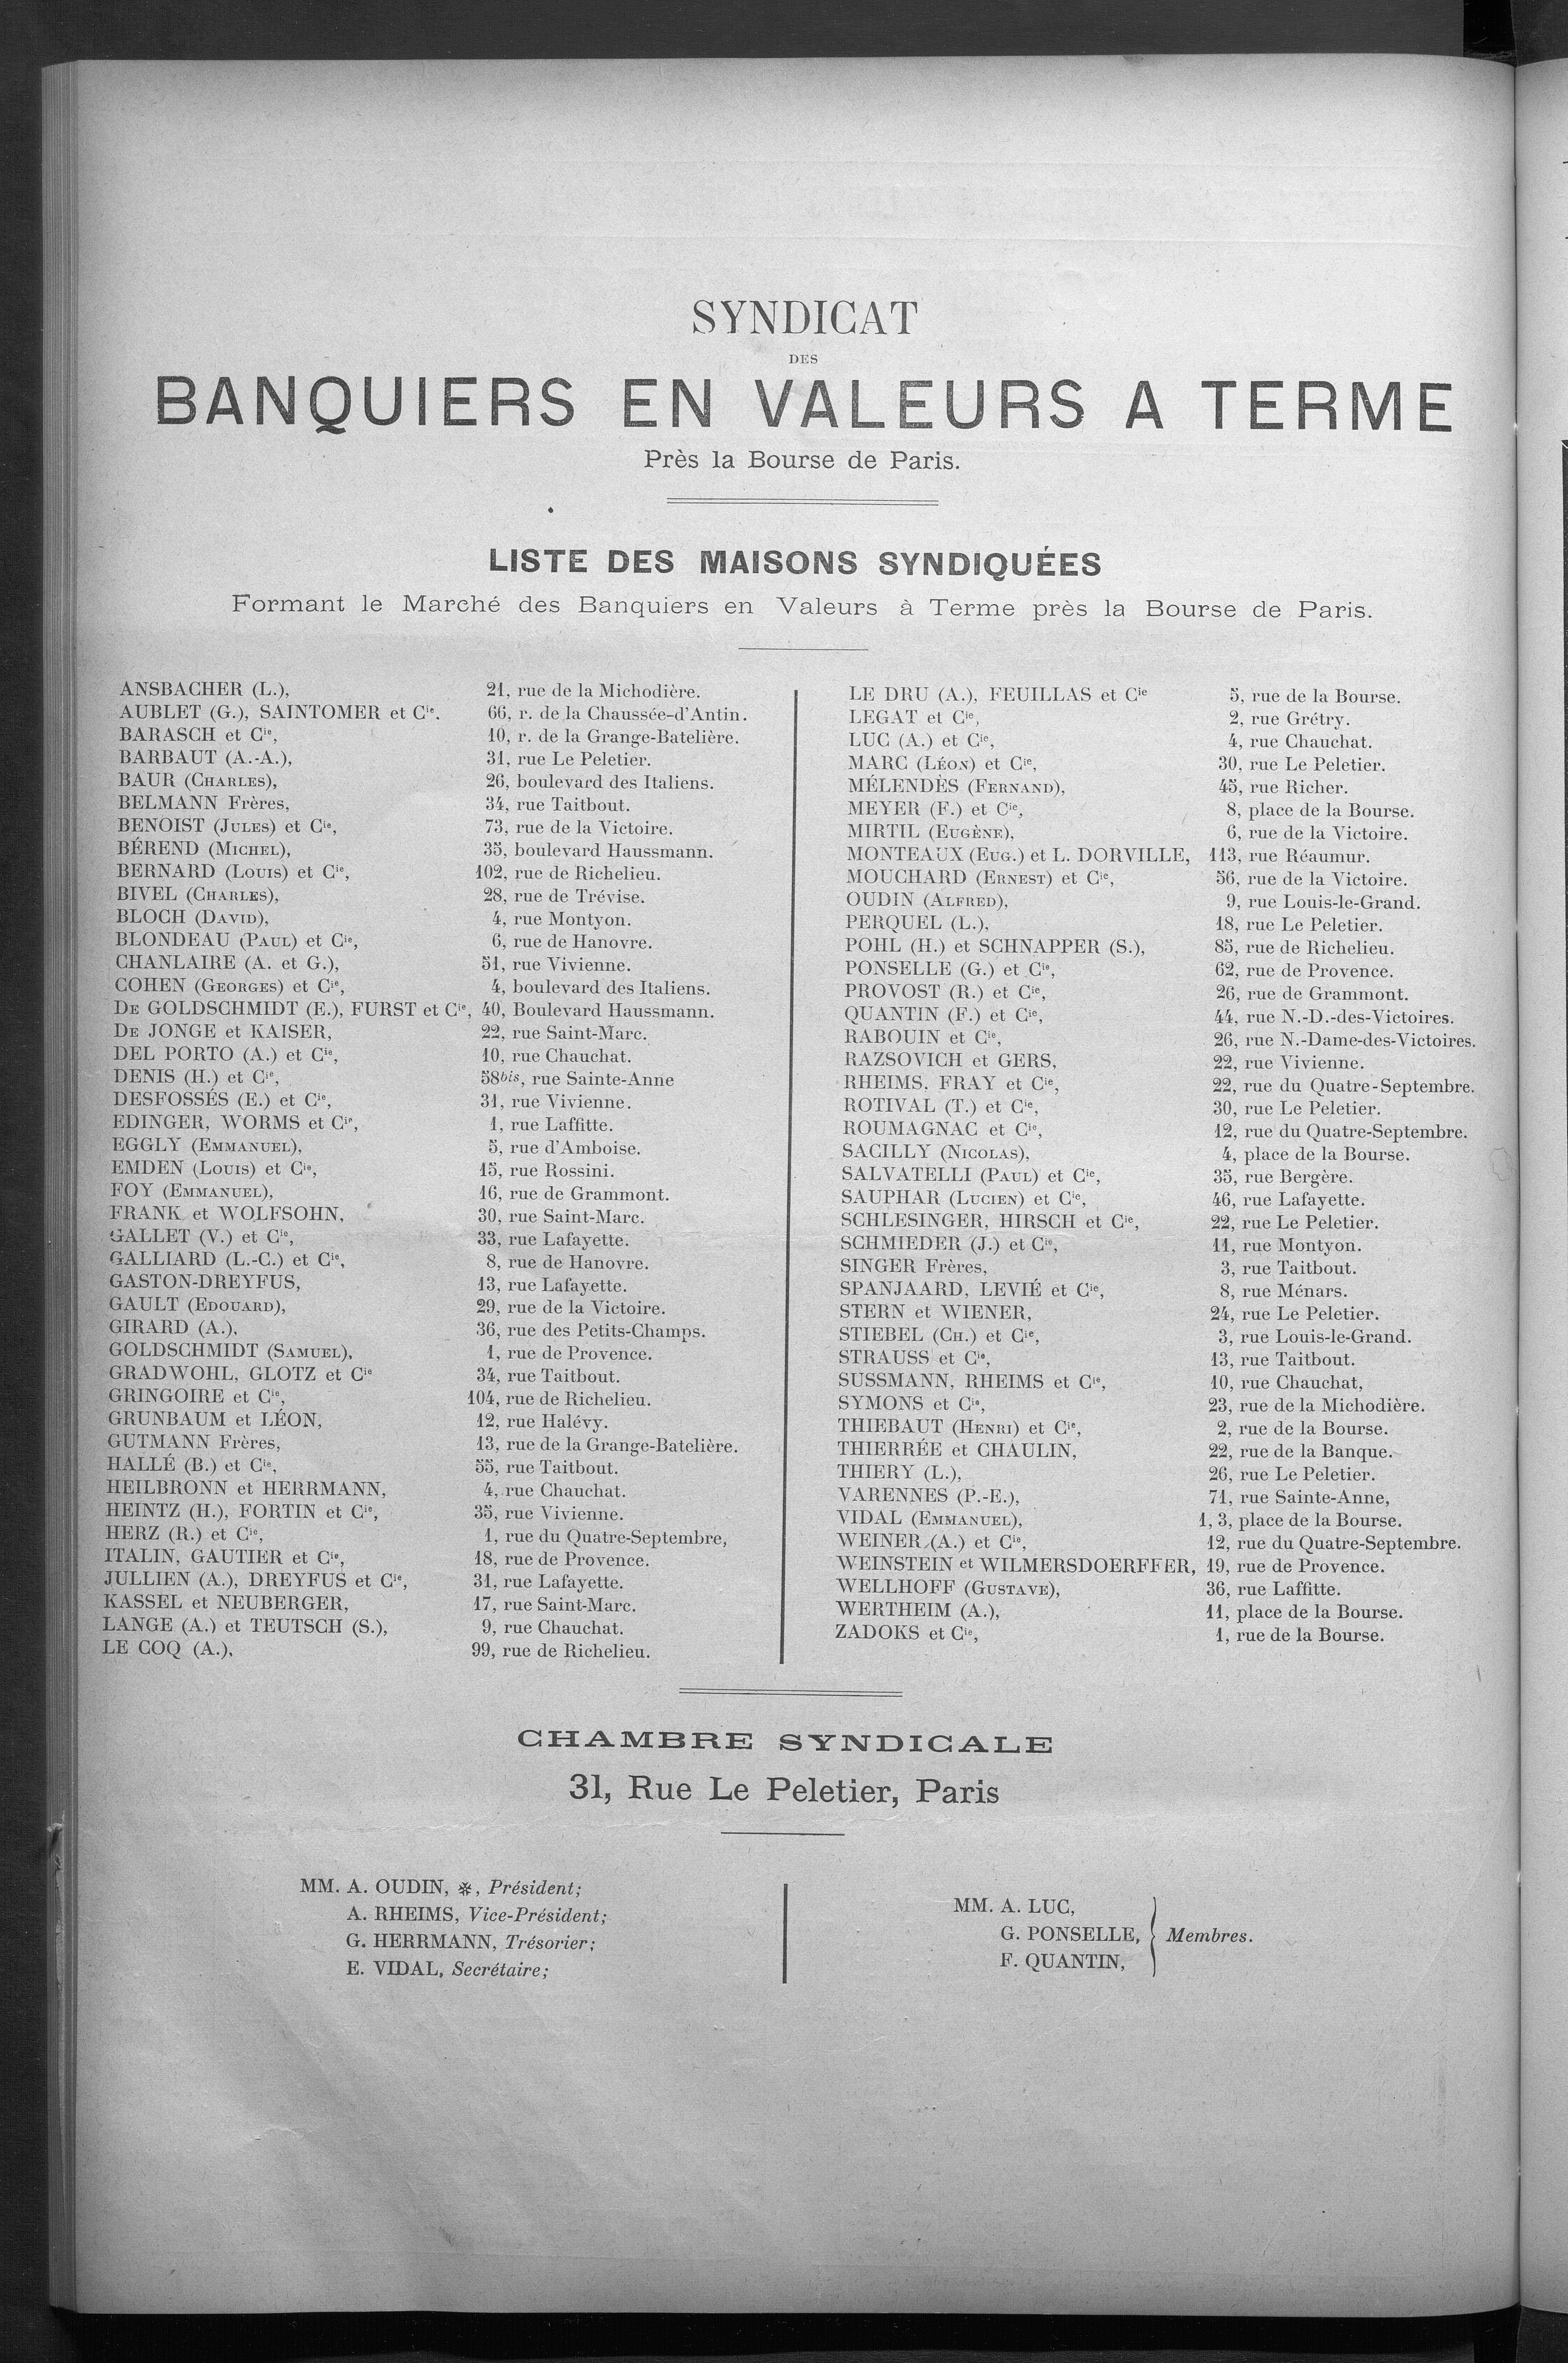 SYNDICAT
DES
BANQUIERS EN VALEURS A TERME
Près la Bourse de Paris.
LISTE DES MAISONS SYNDIQUÉES
Formant le Marché des Banquiers en Valeurs à Terme près la Bourse de Paris.
ANSBACHER (L.), 21, rue de la Michodière.
AUBLET (G.), SAINTOMER et Cie. 66, r. de la Chaussée-d'Antin.
BARASCH et Cie, 10, r. de la Grange-Batelière.
BARBAUT (A.-A.), 31, rue Le Peletier.
BAUR (CHARLES), 26, boulevard des Italiens.
BELMANN Frères, 34, rue Taitbout.
BENOIST (JULES) et Cie, 73, rue de la Victoire.
BÉREND (MICHEL), 35, boulevard Haussmann.
BERNARD (LOUIS) et Cie, 102, rue de Richelieu.
BIVEL (CHARLES), 28, rue de Trévise.
BLOCH (DAVID), 4, rue Montyon.
BLONDEAU (PAUL) et Cie, 6, rue de Hanovre.
CHANLAIRE (A. et G.), 51, rue Vivienne.
COHEN (GEORGES) et Cie, 4, boulevard des Italiens.
DE GOLDSCHMIDT (E.), FURST et Cie, 40, Boulevard Haussmann.
DE JONGE et KAISER, 22, rue Saint-Marc.
DEL PORTO (A.) et Cie, 10, rue Chauchat.
DENIS (H.) et Cie, 58bis, rue Sainte-Anne
DESFOSSÉS (E.) et Cie, 31, rue Vivienne.
EDINGER, WORMS et Cie, 1, rue Laffitte.
EGGLY (EMMANUEL), 5, rue d'Amboise.
EMDEN (LOUIS) et Cie, 15, rue Rossini.
FOY (EMMANUEL), 16, rue de Grammont.
FRANK et WOLFSOHN, 30, rue Saint-Marc.
GALLET (V.) et Cie, 33, rue Lafayette.
GALLIARD (L.-C.) et Cie, 8, rue de Hanovre.
GASTON-DREYFUS, 13, rue Lafayette.
GAULT (EDOUARD), 29, rue de la Victoire.
GIRARD (A.), 36, rue des Petits-Champs.
GOLDSCHMIDT (SAMUEL), 1, rue de Provence.
GRADWOHL, GLOTZ et Cie 34, rue Taitbout.
GRINGOIRE et Cie, 104, rue de Richelieu.
GRUNBAUM et LÉON, 12, rue Halévy.
GUTMANN Frères, 13, rue de la Grange-Batelière.
HALLÉ (B.) et Cie, 55, rue Taitbout.
HEILBRONN et HERRMANN, 4, rue Chauchat.
HEINTZ (H.), FORTIN et Cie, 35, rue Vivienne.
HERZ (R.) et Cie, 1, rue du Quatre-Septembre,
ITALIN, GAUTIER et Cie, 18, rue de Provence.
JULLIEN (A.), DREYFUS et Cie, 31, rue Lafayette.
KASSEL et NEUBERGER, 17, rue Saint-Marc.
LANGE (A.) et TEUTSCH (S.), 9, rue Chauchat.
LE COQ (A.), 99, rue de Richelieu.
LE DRU (A.), FEUILLAS et Cie 5, rue de la Bourse.
LEGAT et Cie, 2, rue Grétry.
LUC (A.) et Cie, 4, rue Chauchat.
MARC (LÉON) et Cie, 30, rue Le Peletier.
MÉLENDÈS (FERNAND), 45, rue Richer.
MEYER (F.) et Cie, 8, place de la Bourse.
MIRTIL (EUGÈNE), 6, rue de la Victoire.
MONTEAUX (EUG.) et L. DORVILLE, 113, rue Réaumur.
MOUCHARD (ERNEST) et Cie, 56, rue de la Victoire.
OUDIN (ALFRED), 9, rue Louis-le-Grand.
PERQUEL (L.), 18, rue Le Peletier.
POHL (H.) et SCHNAPPER (S.), 85, rue de Richelieu.
PONSELLE (G.) et Cie, 62, rue de Provence.
PROVOST (R.) et Cie, 26, rue de Grammont.
QUANTIN (F.) et Cie, 44, rue N.-D.-des-Victoires.
RABOUIN et Cie, 26, rue N.-Dame-des-Victoires.
RAZSOVICH et GERS, 22, rue Vivienne.
RHEIMS. FRAY et Cie, 22, rue du Quatre-Septembre.
ROTIVAL (T.) et Cie, 30, rue Le Peletier.
ROUMAGNAC et Cie, 12, rue du Quatre-Septembre.
SACILLY (NICOLAS), 4, place de la Bourse.
SALVATELLI (PAUL) et Cie, 35, rue Bergère.
SAUPHAR (LUCIEN) et Cie, 46, rue Lafayette.
SCHLESINGER, HIRSCH et Cie, 22, rue Le Peletier.
SCHMIEDER (J.) et Cie, 11, rue Montyon.
SINGER Frères, 3, rue Taitbout.
SPANJAARD, LEVIÉ et Cie, 8, rue Ménars.
STERN et WIENER, 24, rue Le Peletier.
STIEBEL (CH.) et Cie, 3, rue Louis-le-Grand.
STRAUSS et Cie, 13, rue Taitbout.
SUSSMANN, RHEIMS et Cie, 10, rue Chauchat,
SYMONS et Cie, 23, rue de la Michodière.
THIEBAUT (HENRI) et Cie, 2, rue de la Bourse.
THIERRÉE et CHAULIN, 22, rue de la Banque.
THIERY (L.), 26, rue Le Peletier.
VARENNES (P.-E.), 71, rue Sainte-Anne,
VIDAL (EMMANUEL), 1, 3, place de la Bourse.
WEINER (A.) et Cie, 12, rue du Quatre-Septembre.
WEINSTEIN et WILMERSDOERFFER, 19, rue de Provence.
WELLHOFF (GUSTAVE), 36, rue Laffitte.
WERTHEIM (A.), 11, place de la Bourse.
ZADOKS et Cie, 1, rue de la Bourse.
CHAMBRE SYNDICALE
31, Rue Le Peletier, Paris
MM. A. OUDIN, ✻, Président;
A. RHEIMS, Vice-Président;
G. HERRMANN, Trésorier;
E. VIDAL, Secrétaire;
MM. A. LUC,
G. PONSELLE, } Membres.
F. QUANTIN,